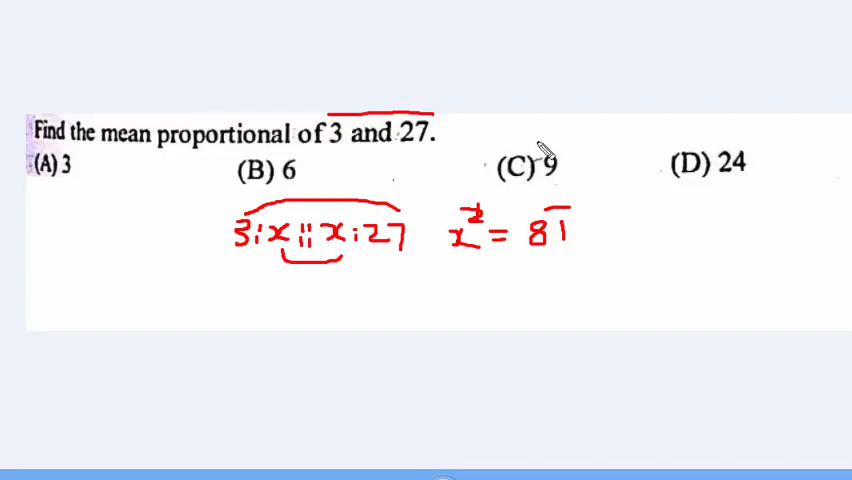 Find the mean proportional of 3 and 27.
(A) 3 (B) 6 (C) 9 (D) 24
3:x::x:27 x² = 81